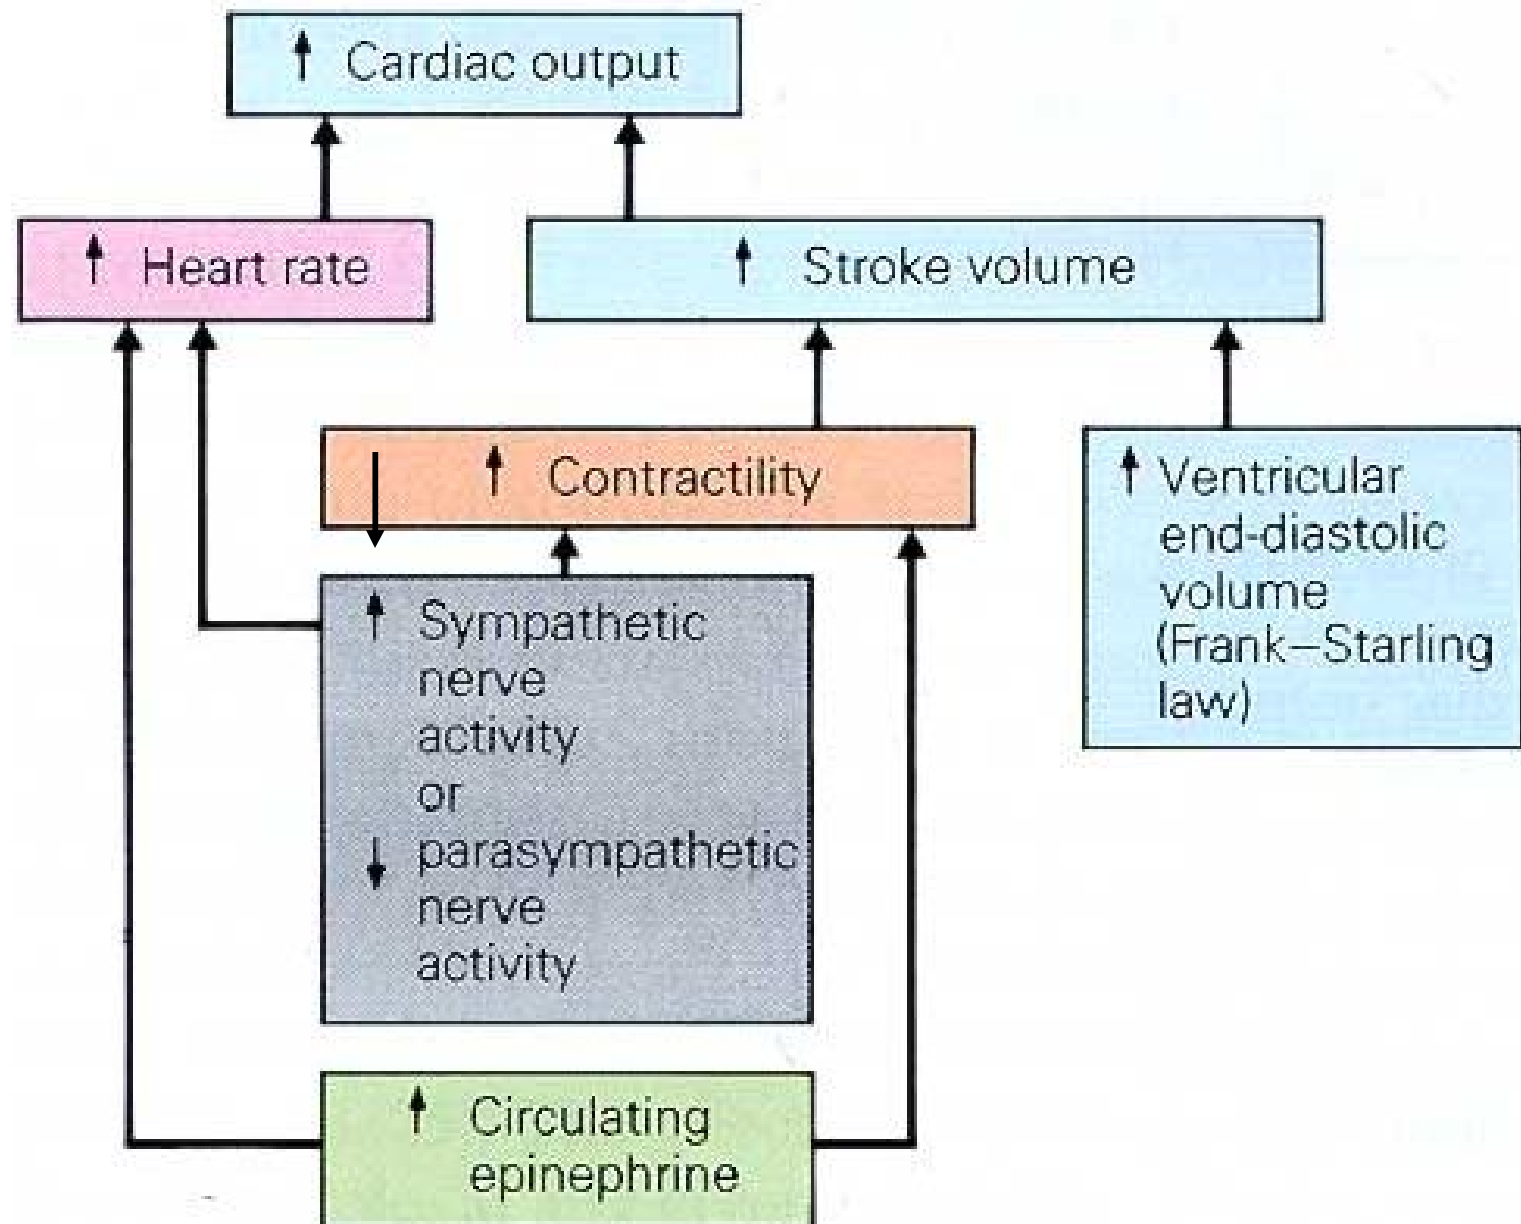 ↑ Cardiac output
↑ Heart rate
↑ Stroke volume
↓ ↑ Contractility
↑ Ventricular
end-diastolic
volume
(Frank–Starling
law)
↑ Sympathetic
nerve
activity
or
↓ parasympathetic
nerve
activity
↑ Circulating
epinephrine